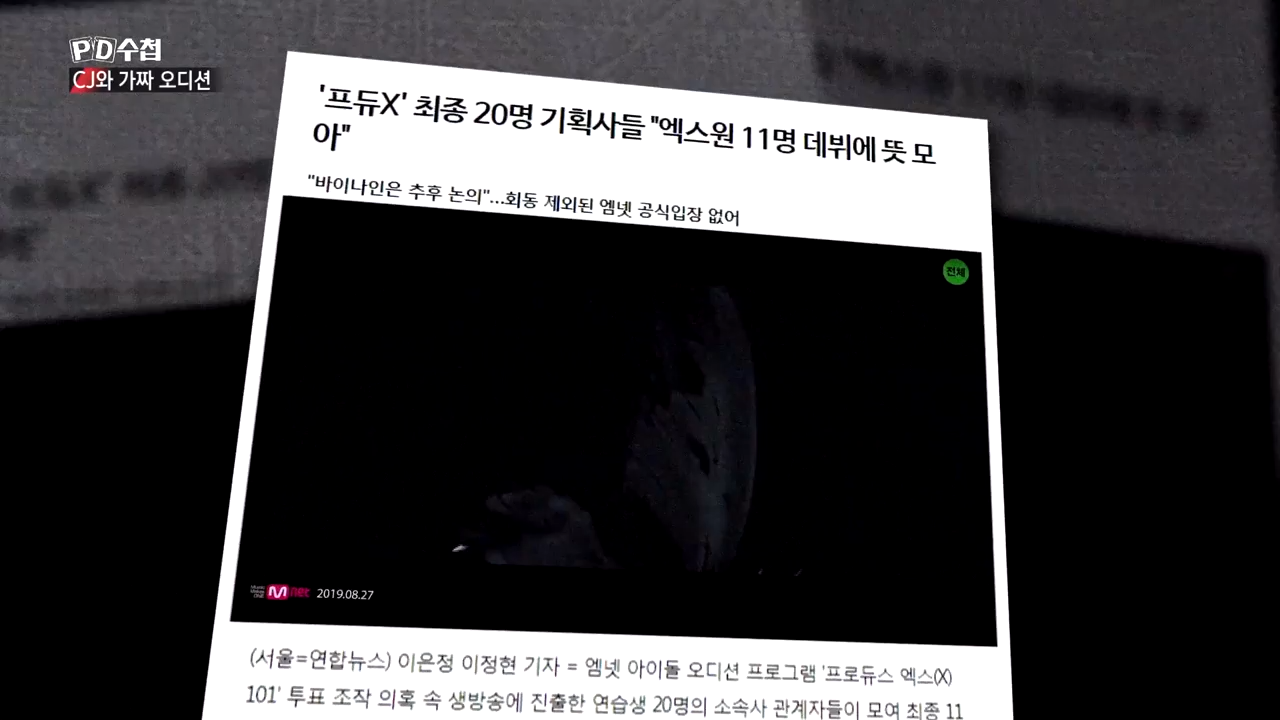 PD수첩
CJ와 가짜 오디션
'프듀X' 최종 20명 기획사들 "엑스원 11명 데뷔에 뜻 모
아"
"바이나인은 추후 논의"...회동 제외된 엠넷 공식입장 없어
전체
Mnet 2019.08.27
(서울=연합뉴스) 이은정 이정현 기자 = 엠넷 아이돌 오디션 프로그램 '프로듀스 엑스(X)
101' 투표 조작 의혹 속 생방송에 진출한 연습생 20명의 소속사 관계자들이 모여 최종 11